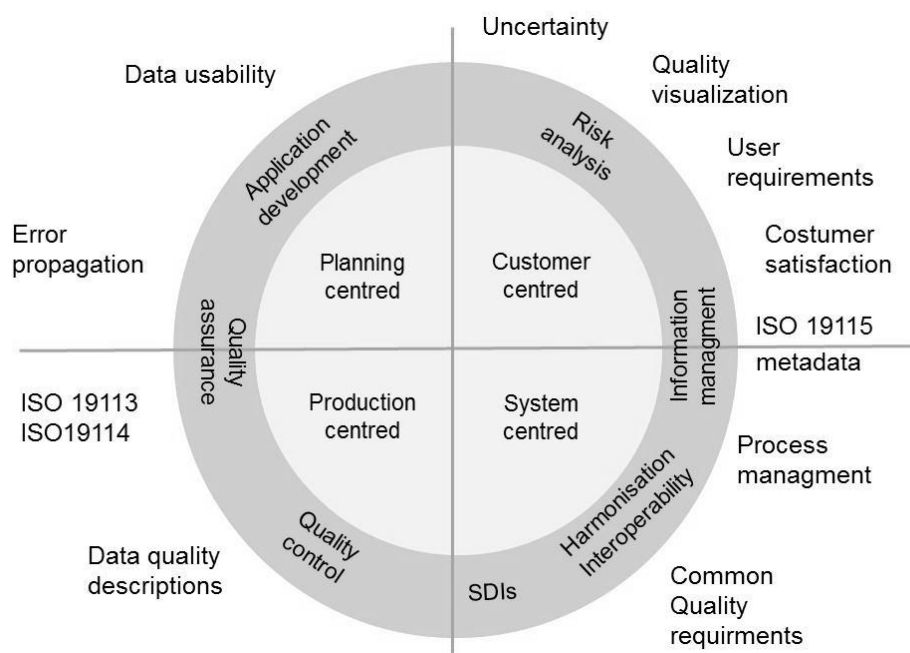 Uncertainty
Data usability
Quality
visualization
Risk
analysis
Application
development
User
requirements
Error
propagation
Costumer
satisfaction
Planning
centred
Customer
centred
Quality
assurance
Information
managment
ISO 19115
metadata
ISO 19113
ISO19114
Production
centred
System
centred
Process
managment
Harmonisation
Interoperability
Quality
control
Data quality
descriptions
SDIs
Common
Quality
requirments